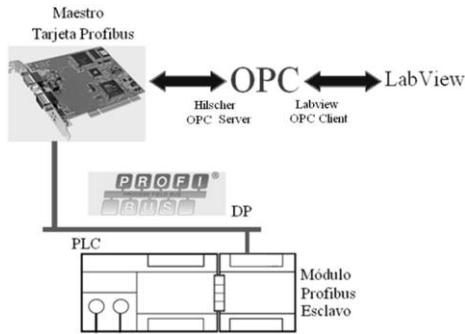 Maestro
Tarjeta Profibus
OPC
LabView
Hilscher
OPC Server
Labview
OPC Client
PROFI®
BUS
DP
PLC
Módulo
Profibus
Esclavo